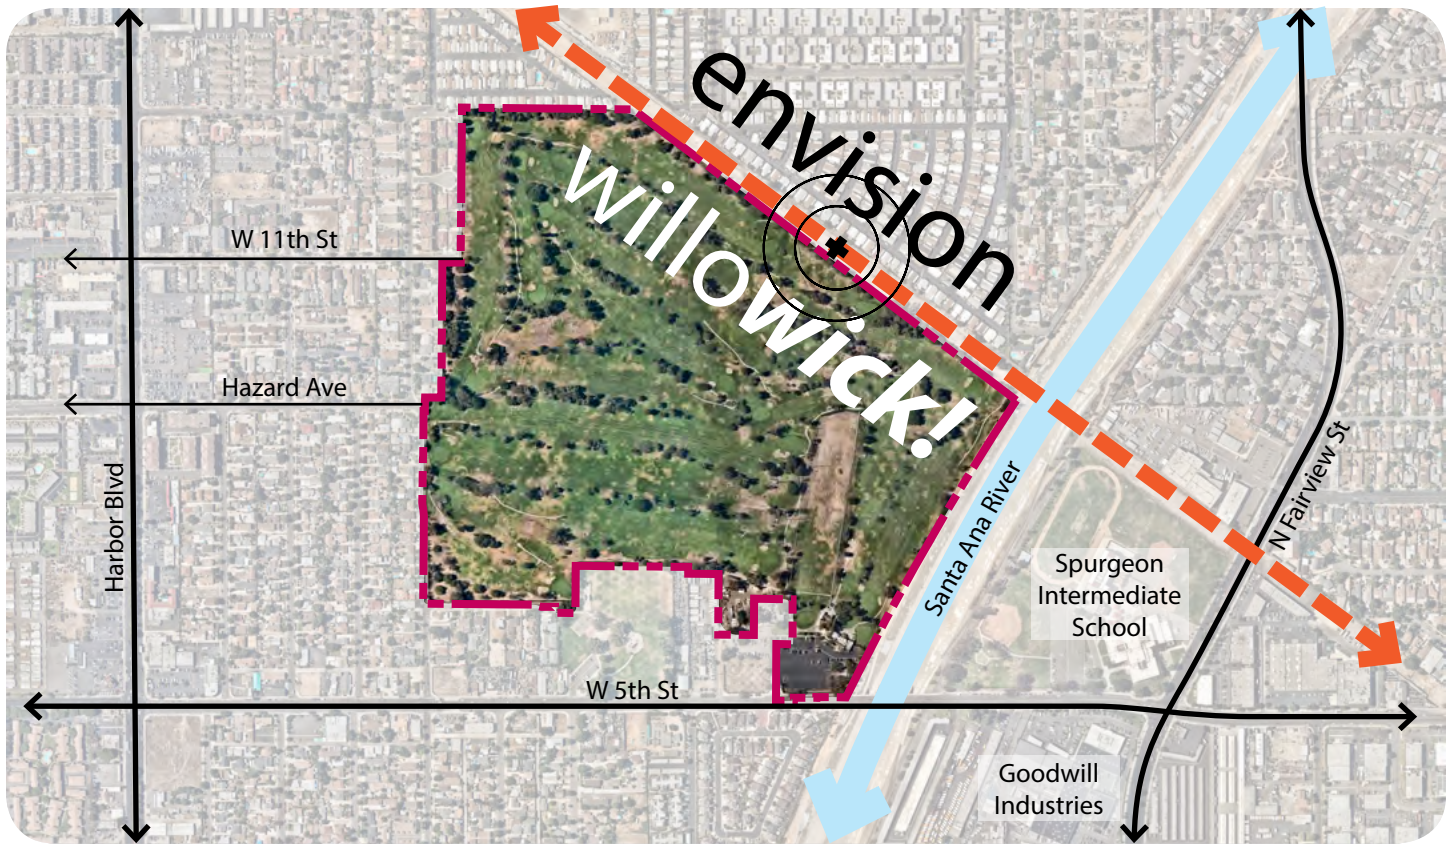 envision
willowick!
W 11th St
Hazard Ave
Harbor Blvd
Santa Ana River
N Fairview St
Spurgeon
Intermediate
School
W 5th St
Goodwill
Industries